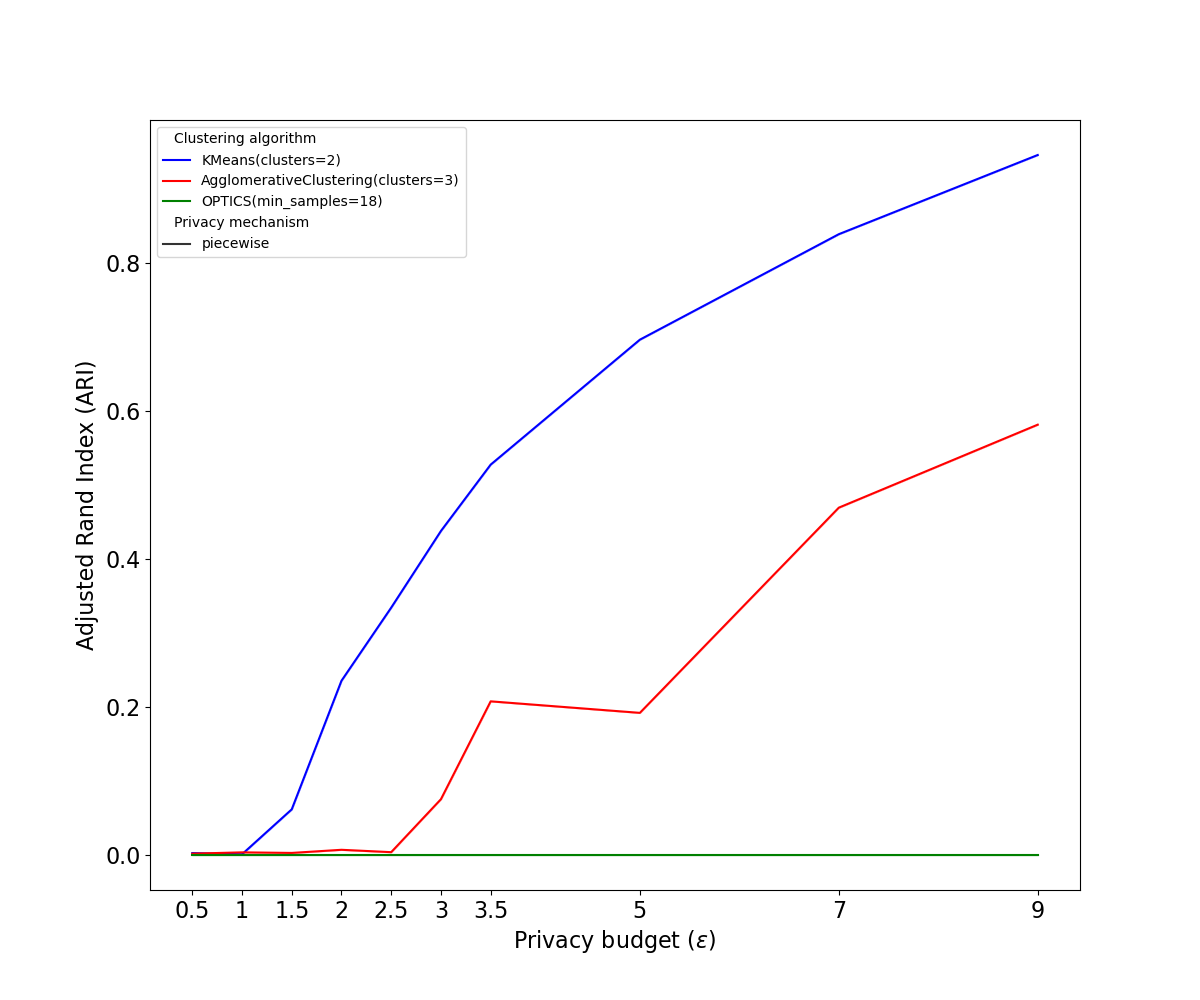 Clustering algorithm
KMeans(clusters=2)
AgglomerativeClustering(clusters=3)
OPTICS(min_samples=18)
Privacy mechanism
piecewise
Adjusted Rand Index (ARI)
0.8
0.6
0.4
0.2
0.0
0.5 1 1.5 2 2.5 3 3.5 5 7 9
Privacy budget (ε)